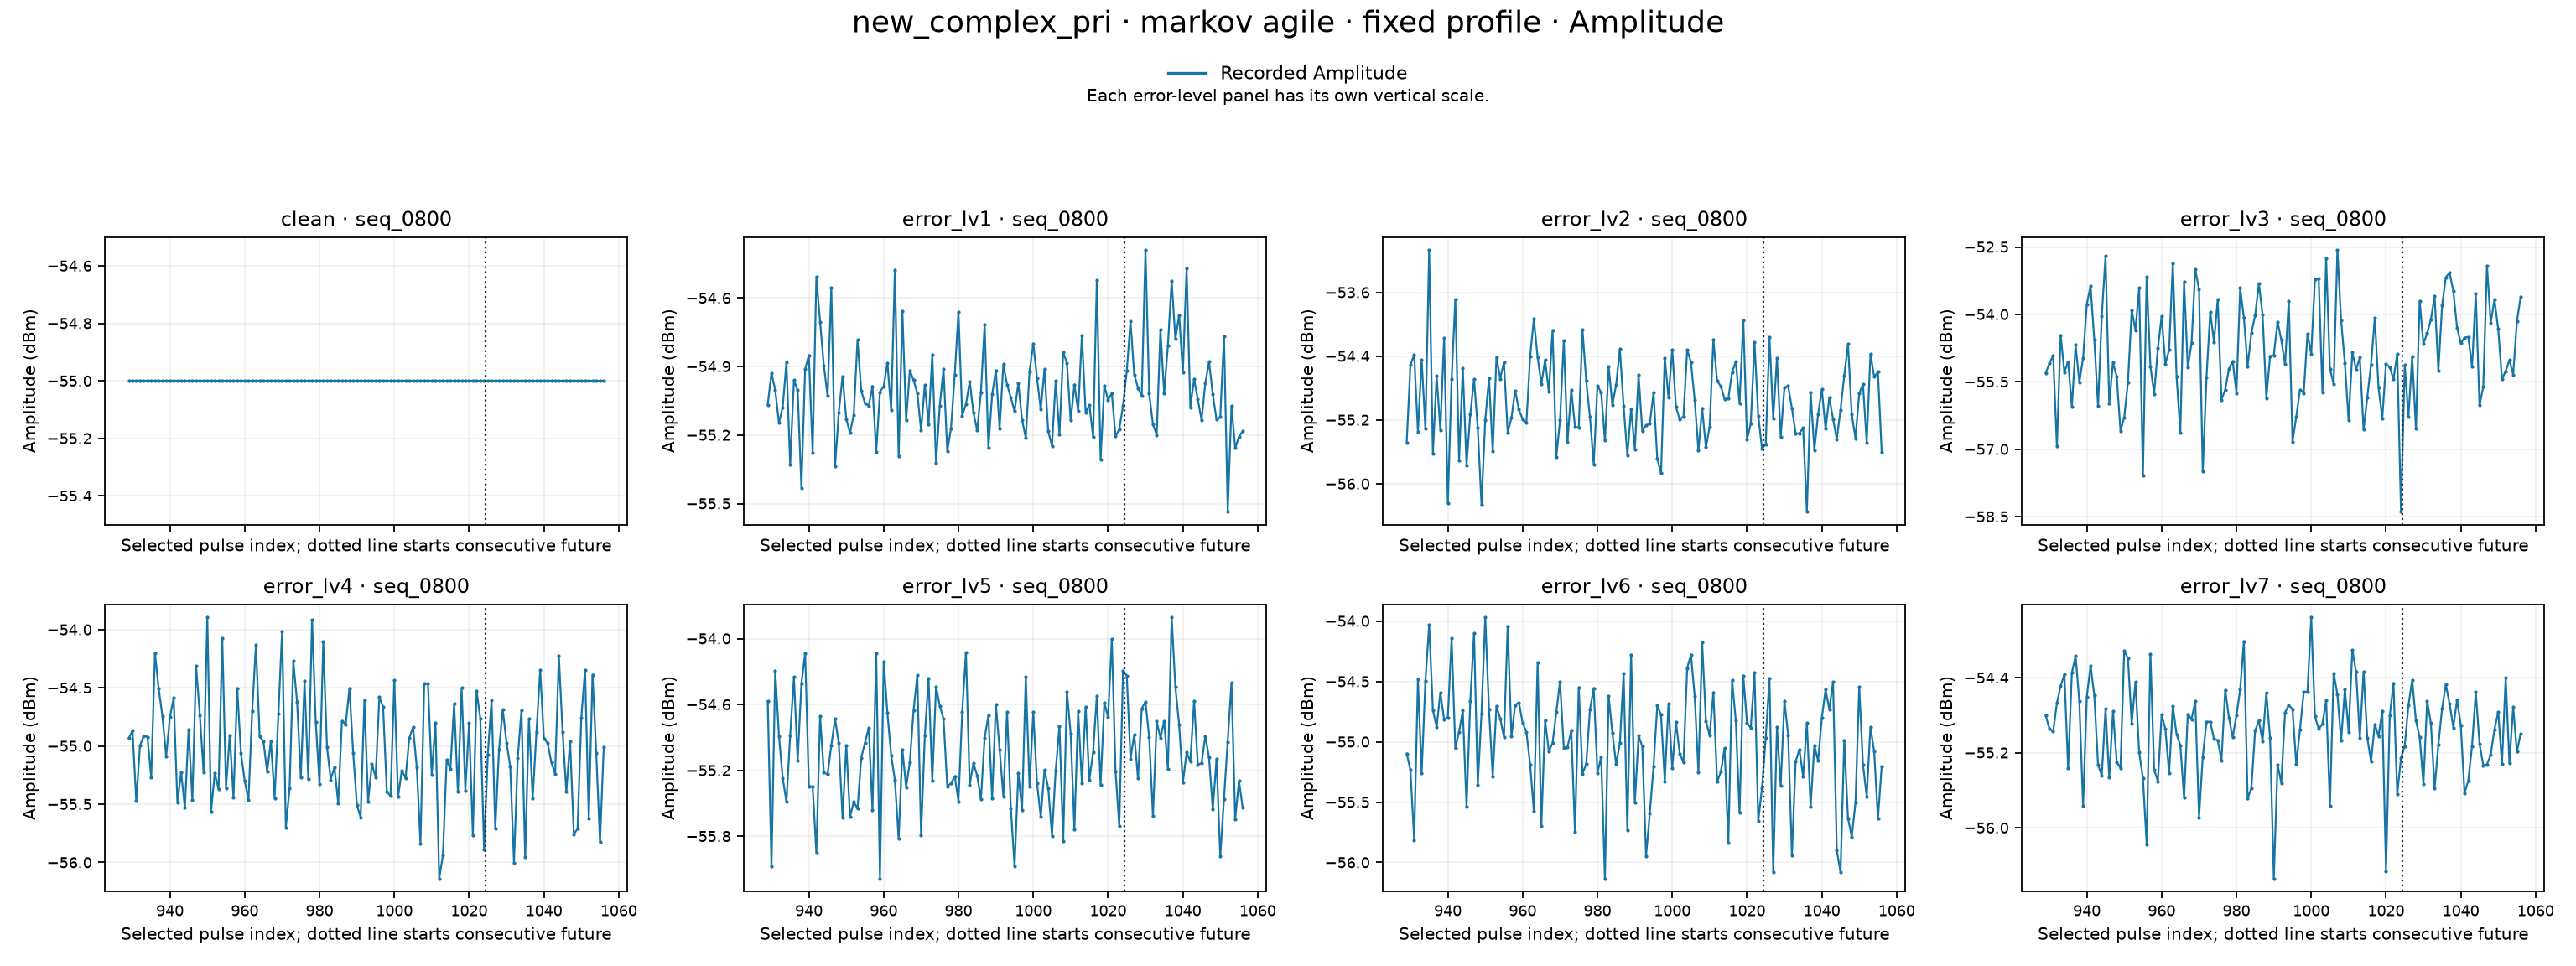 new_complex_pri · markov agile · fixed profile · Amplitude
Recorded Amplitude
Each error-level panel has its own vertical scale.
clean · seq_0800
Amplitude (dBm)
−54.6
−54.8
−55.0
−55.2
−55.4
Selected pulse index; dotted line starts consecutive future
error_lv1 · seq_0800
Amplitude (dBm)
−54.6
−54.9
−55.2
−55.5
Selected pulse index; dotted line starts consecutive future
error_lv2 · seq_0800
Amplitude (dBm)
−53.6
−54.4
−55.2
−56.0
Selected pulse index; dotted line starts consecutive future
error_lv3 · seq_0800
Amplitude (dBm)
−52.5
−54.0
−55.5
−57.0
−58.5
Selected pulse index; dotted line starts consecutive future
error_lv4 · seq_0800
Amplitude (dBm)
−54.0
−54.5
−55.0
−55.5
−56.0
940 960 980 1000 1020 1040 1060
Selected pulse index; dotted line starts consecutive future
error_lv5 · seq_0800
Amplitude (dBm)
−54.0
−54.6
−55.2
−55.8
940 960 980 1000 1020 1040 1060
Selected pulse index; dotted line starts consecutive future
error_lv6 · seq_0800
Amplitude (dBm)
−54.0
−54.5
−55.0
−55.5
−56.0
940 960 980 1000 1020 1040 1060
Selected pulse index; dotted line starts consecutive future
error_lv7 · seq_0800
Amplitude (dBm)
−54.4
−55.2
−56.0
940 960 980 1000 1020 1040 1060
Selected pulse index; dotted line starts consecutive future